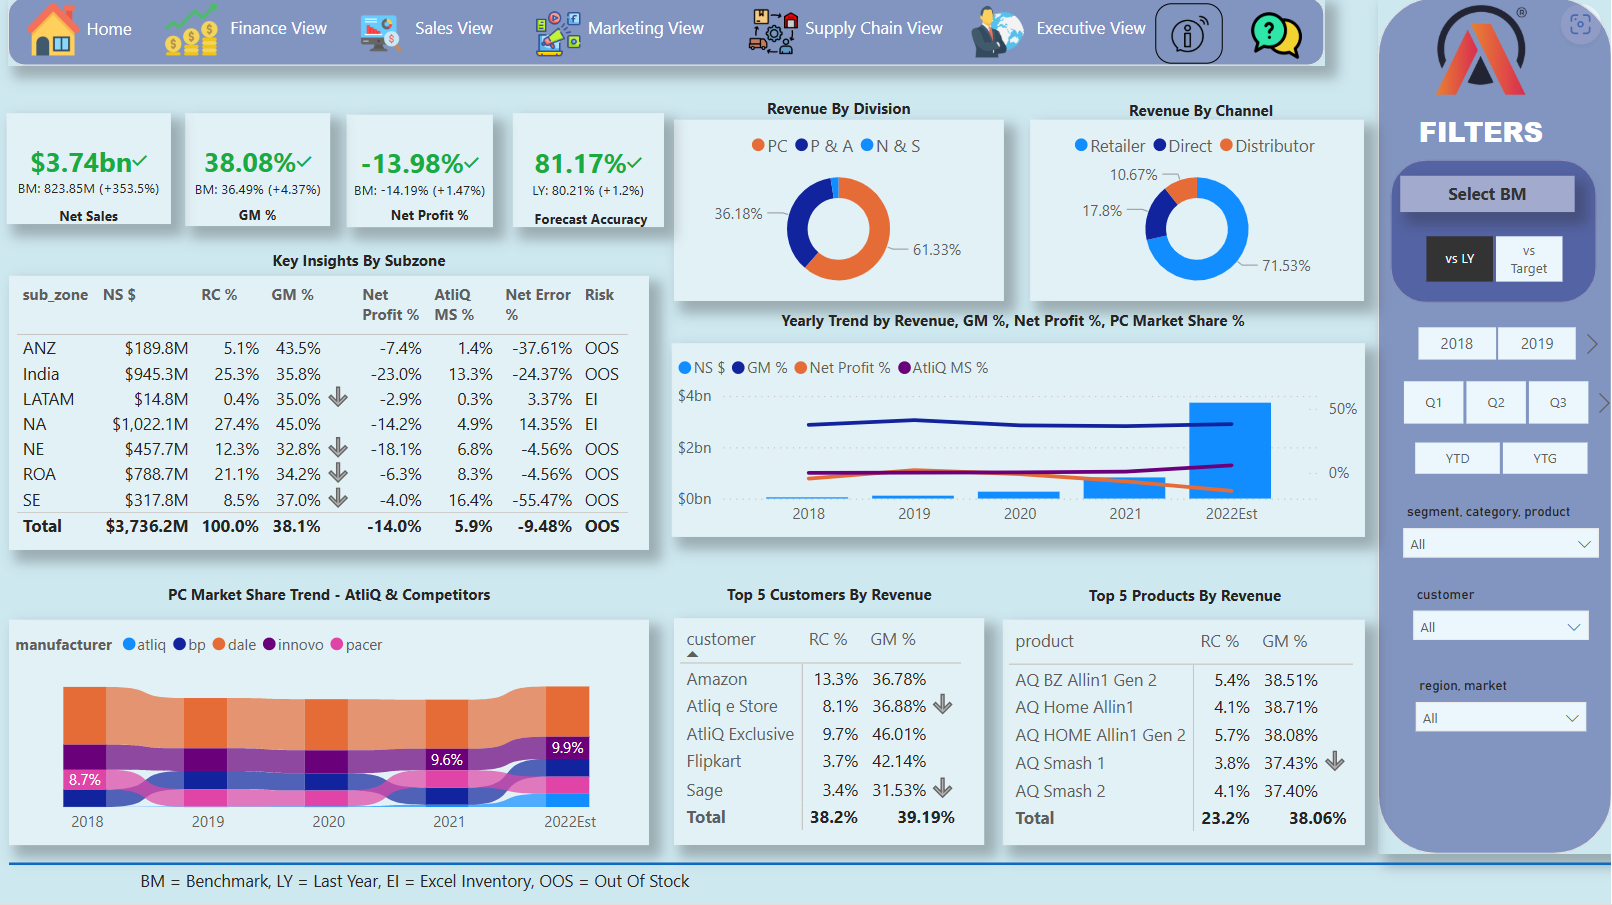 Home
Finance View
Sales View
Marketing View
Supply Chain View
Executive View
®
FILTERS
Select BM
vs LY
vs Target
2018 2019
Q1 Q2 Q3
YTD YTG
segment, category, product
All
customer
All
region, market
All
$3.74bn
BM: 823.85M (+353.5%)
Net Sales
38.08%
BM: 36.49% (+4.37%)
GM %
-13.98%
BM: -14.19% (+1.47%)
Net Profit %
81.17%
LY: 80.21% (+1.2%)
Forecast Accuracy
Revenue By Division
PC P & A N & S
36.18%
61.33%
Revenue By Channel
Retailer Direct Distributor
10.67%
17.8%
71.53%
Key Insights By Subzone
sub_zone NS $ RC % GM % Net Profit % AtliQ MS % Net Error % Risk
ANZ $189.8M 5.1% 43.5% -7.4% 1.4% -37.61% OOS
India $945.3M 25.3% 35.8% -23.0% 13.3% -24.37% OOS
LATAM $14.8M 0.4% 35.0% -2.9% 0.3% 3.37% EI
NA $1,022.1M 27.4% 45.0% -14.2% 4.9% 14.35% EI
NE $457.7M 12.3% 32.8% -18.1% 6.8% -4.56% OOS
ROA $788.7M 21.1% 34.2% -6.3% 8.3% -4.56% OOS
SE $317.8M 8.5% 37.0% -4.0% 16.4% -55.47% OOS
Total $3,736.2M 100.0% 38.1% -14.0% 5.9% -9.48% OOS
Yearly Trend by Revenue, GM %, Net Profit %, PC Market Share %
NS $ GM % Net Profit % AtliQ MS %
$4bn
50%
$2bn
0%
$0bn
2018 2019 2020 2021 2022Est
PC Market Share Trend - AtliQ & Competitors
manufacturer atliq bp dale innovo pacer
9.9%
9.6%
8.7%
2018 2019 2020 2021 2022Est
Top 5 Customers By Revenue
customer RC % GM %
Amazon 13.3% 36.78%
Atliq e Store 8.1% 36.88%
AtliQ Exclusive 9.7% 46.01%
Flipkart 3.7% 42.14%
Sage 3.4% 31.53%
Total 38.2% 39.19%
Top 5 Products By Revenue
product RC % GM %
AQ BZ Allin1 Gen 2 5.4% 38.51%
AQ Home Allin1 4.1% 38.71%
AQ HOME Allin1 Gen 2 5.7% 38.08%
AQ Smash 1 3.8% 37.43%
AQ Smash 2 4.1% 37.40%
Total 23.2% 38.06%
BM = Benchmark, LY = Last Year, EI = Excel Inventory, OOS = Out Of Stock